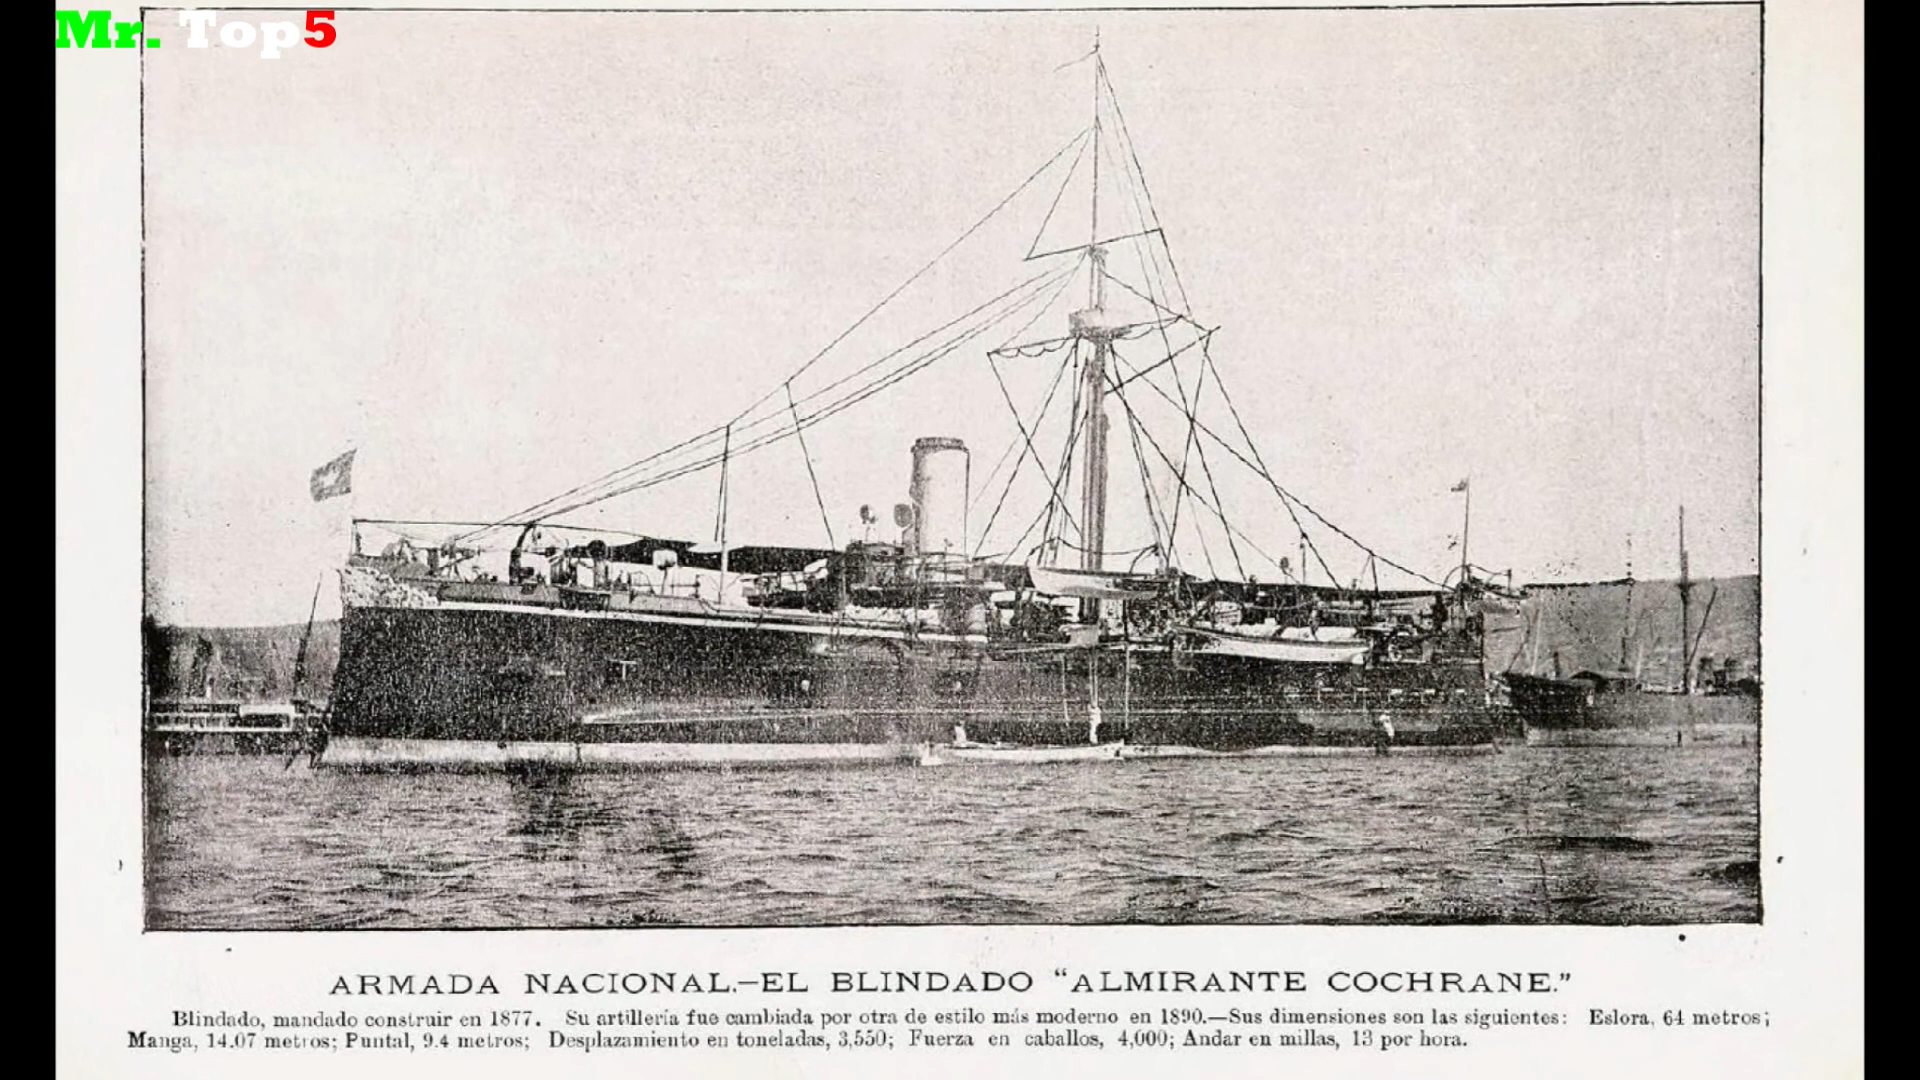 Mr. Top5
ARMADA NACIONAL.—EL BLINDADO “ALMIRANTE COCHRANE.”
Blindado, mandado construir en 1877. Su artillería fue cambiada por otra de estilo más moderno en 1890.—Sus dimensiones son las siguientes: Eslora, 64 metros;
Manga, 14.07 metros; Puntal, 9.4 metros; Desplazamiento en toneladas, 3,550; Fuerza en caballos, 4,000; Andar en millas, 13 por hora.